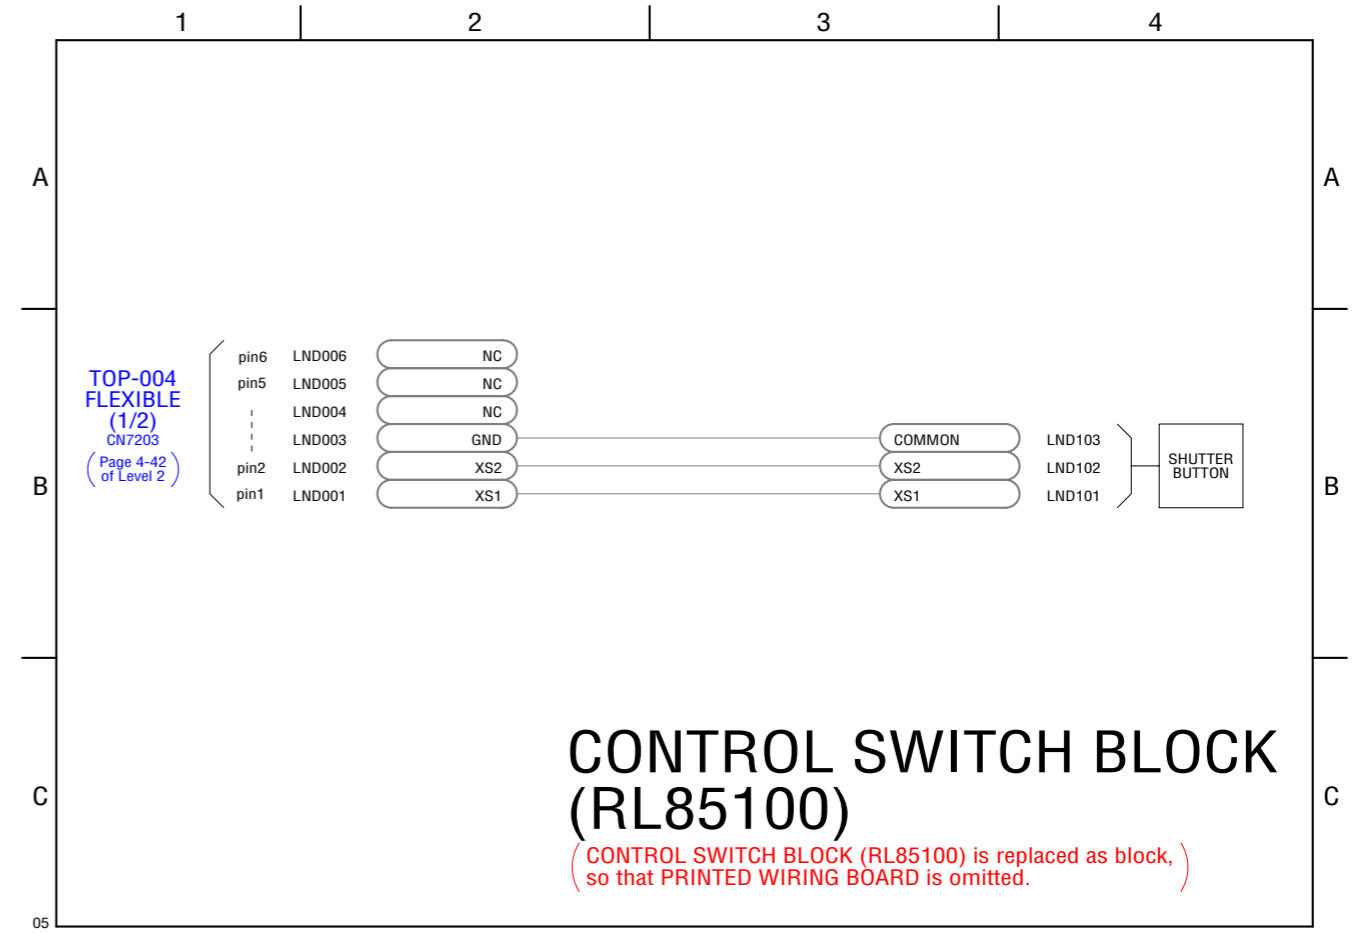 1 2 3 4
A A
pin6 LND006 NC
TOP-004 pin5 LND005 NC
FLEXIBLE
(1/2) LND004 NC
CN7203 LND003 GND COMMON LND103
(Page 4-42 pin2 LND002 XS2 XS2 LND102 SHUTTER
of Level 2) BUTTON
pin1 LND001 XS1 XS1 LND101
B B
CONTROL SWITCH BLOCK
(RL85100)
C C
(CONTROL SWITCH BLOCK (RL85100) is replaced as block,
so that PRINTED WIRING BOARD is omitted.)
05